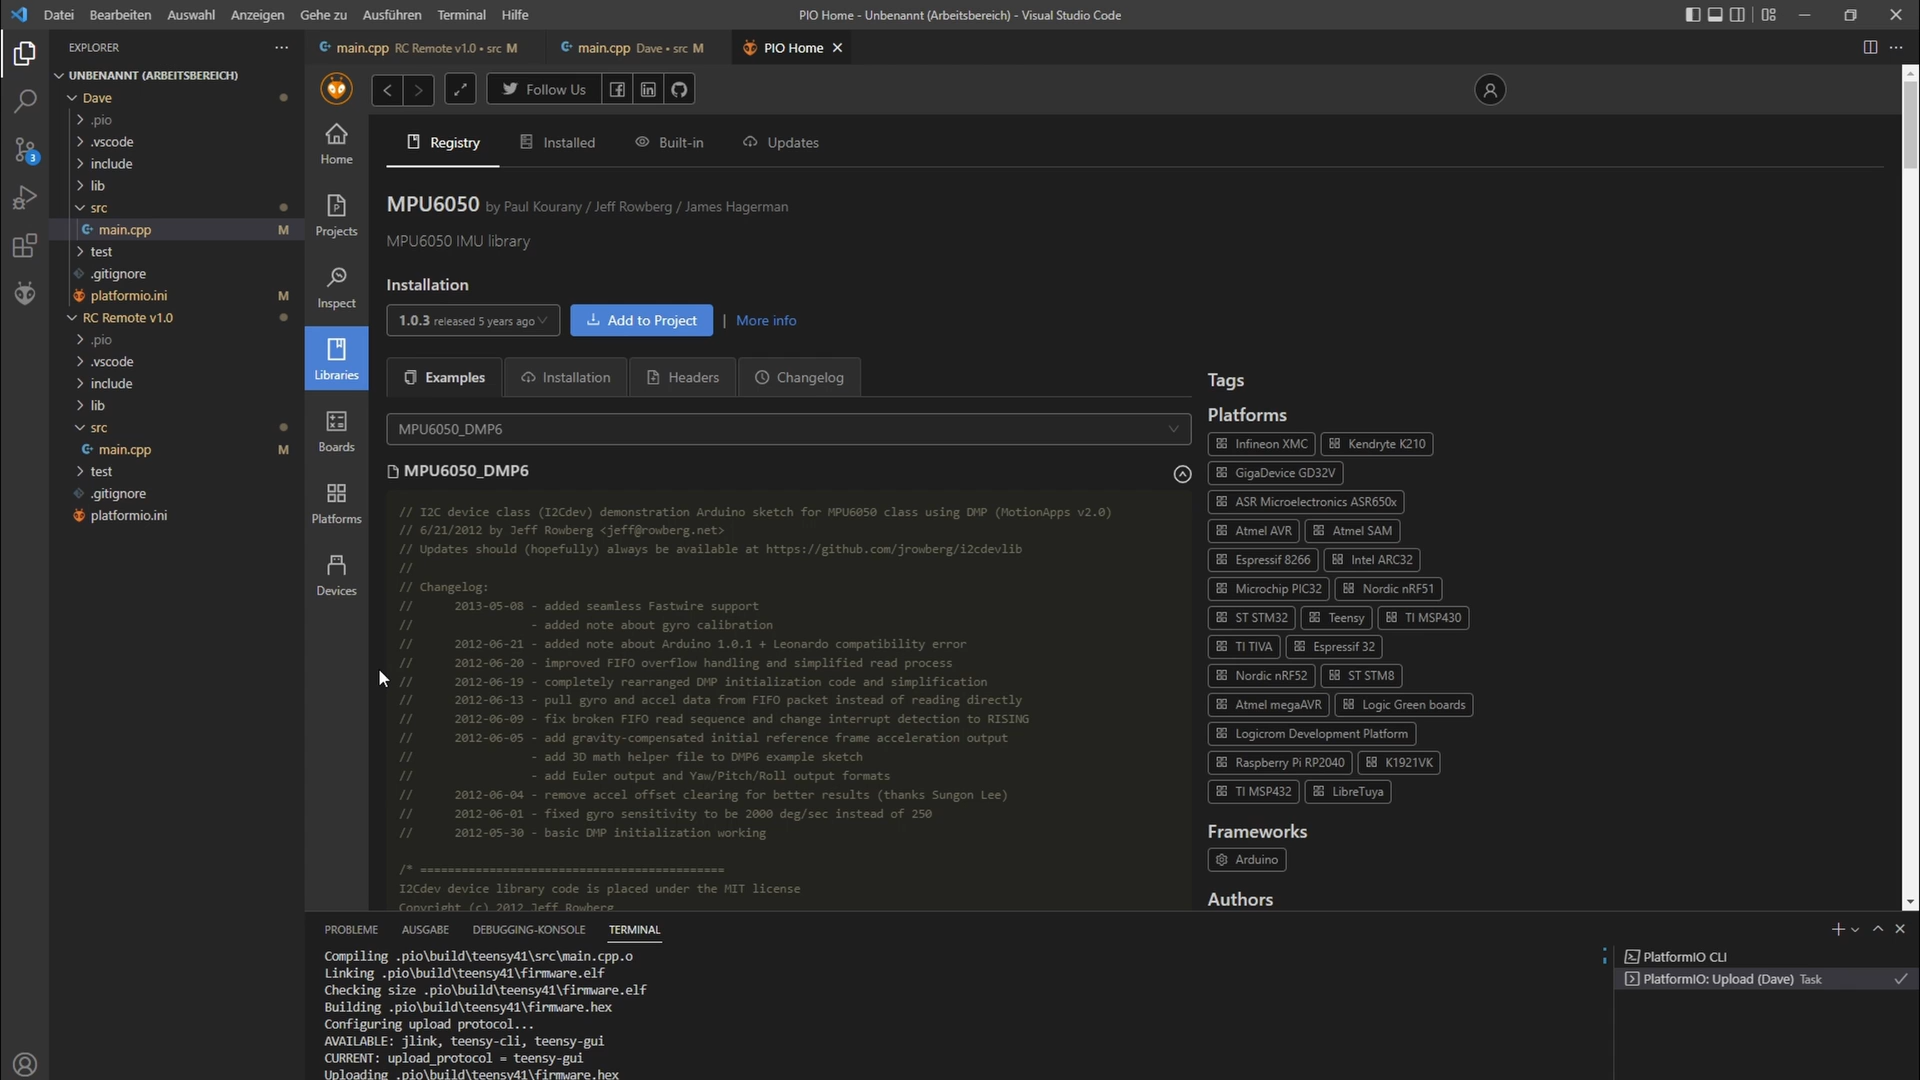 Datei Bearbeiten Auswahl Anzeigen Gehe zu Ausführen Terminal Hilfe
PIO Home - Unbenannt (Arbeitsbereich) - Visual Studio Code
EXPLORER
main.cpp RC Remote v1.0 • src M
main.cpp Dave • src M
PIO Home
UNBENANNT (ARBEITSBEREICH)
Dave
.pio
.vscode
include
lib
src
main.cpp M
test
.gitignore
platformio.ini M
RC Remote v1.0
.pio
.vscode
include
lib
src
main.cpp M
test
.gitignore
platformio.ini
3
Follow Us
Home
Projects
Inspect
Libraries
Boards
Platforms
Devices
Registry Installed Built-in Updates
MPU6050 by Paul Kourany / Jeff Rowberg / James Hagerman
MPU6050 IMU library
Installation
1.0.3 released 5 years ago
Add to Project | More info
Examples Installation Headers Changelog
MPU6050_DMP6
MPU6050_DMP6
// I2C device class (I2Cdev) demonstration Arduino sketch for MPU6050 class using DMP (MotionApps v2.0)
// 6/21/2012 by Jeff Rowberg <jeff@rowberg.net>
// Updates should (hopefully) always be available at https://github.com/jrowberg/i2cdevlib
//
// Changelog:
// 2013-05-08 - added seamless Fastwire support
// - added note about gyro calibration
// 2012-06-21 - added note about Arduino 1.0.1 + Leonardo compatibility error
// 2012-06-20 - improved FIFO overflow handling and simplified read process
// 2012-06-19 - completely rearranged DMP initialization code and simplification
// 2012-06-13 - pull gyro and accel data from FIFO packet instead of reading directly
// 2012-06-09 - fix broken FIFO read sequence and change interrupt detection to RISING
// 2012-06-05 - add gravity-compensated initial reference frame acceleration output
// - add 3D math helper file to DMP6 example sketch
// - add Euler output and Yaw/Pitch/Roll output formats
// 2012-06-04 - remove accel offset clearing for better results (thanks Sungon Lee)
// 2012-06-01 - fixed gyro sensitivity to be 2000 deg/sec instead of 250
// 2012-05-30 - basic DMP initialization working
/* ============================================
I2Cdev device library code is placed under the MIT license
Copyright (c) 2012 Jeff Rowberg
Tags
Platforms
Infineon XMC Kendryte K210
GigaDevice GD32V
ASR Microelectronics ASR650x
Atmel AVR Atmel SAM
Espressif 8266 Intel ARC32
Microchip PIC32 Nordic nRF51
ST STM32 Teensy TI MSP430
TI TIVA Espressif 32
Nordic nRF52 ST STM8
Atmel megaAVR Logic Green boards
Logicrom Development Platform
Raspberry Pi RP2040 K1921VK
TI MSP432 LibreTuya
Frameworks
Arduino
Authors
PROBLEME AUSGABE DEBUGGING-KONSOLE TERMINAL
Compiling .pio\build\teensy41\src\main.cpp.o
Linking .pio\build\teensy41\firmware.elf
Checking size .pio\build\teensy41\firmware.elf
Building .pio\build\teensy41\firmware.hex
Configuring upload protocol...
AVAILABLE: jlink, teensy-cli, teensy-gui
CURRENT: upload_protocol = teensy-gui
Uploading .pio\build\teensy41\firmware.hex
PlatformIO CLI
PlatformIO: Upload (Dave) Task